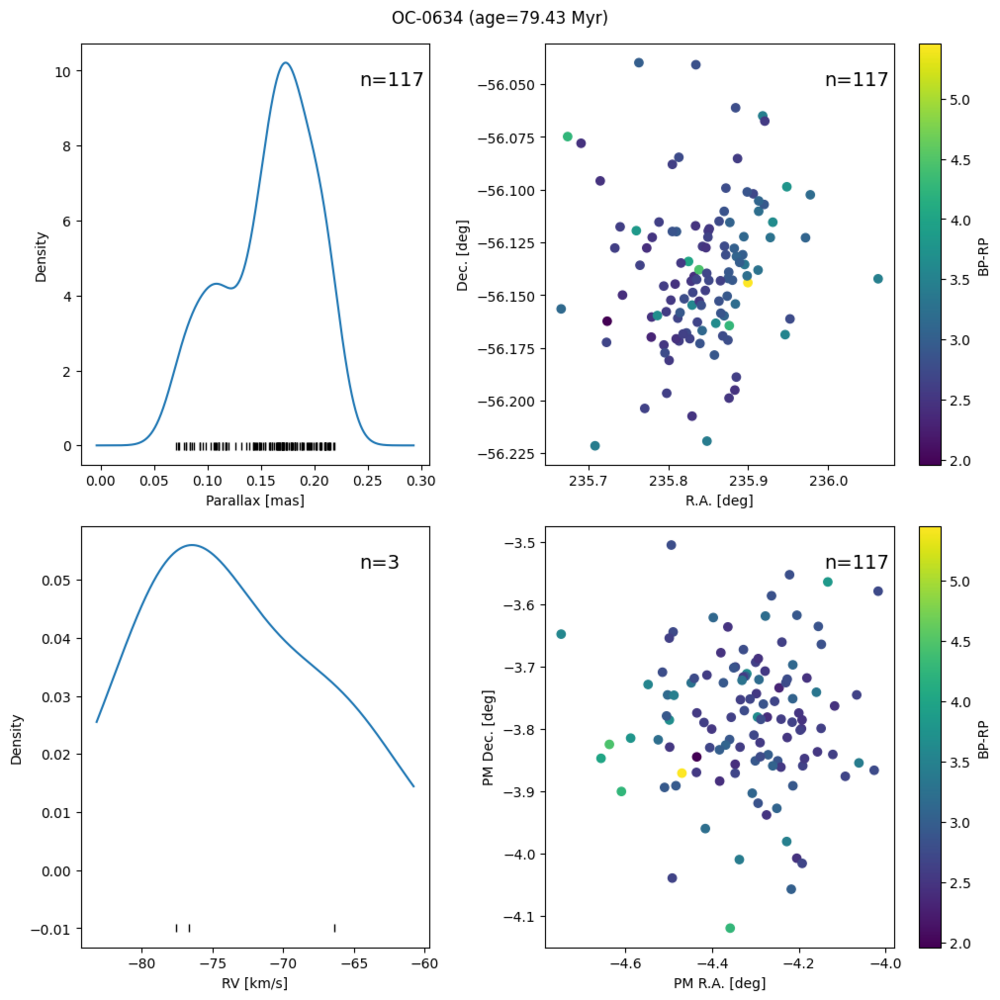 OC-0634 (age=79.43 Myr)
n=117
10
8
6
4
2
0
Density
0.00 0.05 0.10 0.15 0.20 0.25 0.30
Parallax [mas]
n=117
−56.050
−56.075
−56.100
−56.125
−56.150
−56.175
−56.200
−56.225
Dec. [deg]
235.7 235.8 235.9 236.0
R.A. [deg]
5.0
4.5
4.0
3.5
3.0
2.5
2.0
BP-RP
n=3
0.05
0.04
0.03
0.02
0.01
0.00
−0.01
Density
−80 −75 −70 −65 −60
RV [km/s]
n=117
−3.5
−3.6
−3.7
−3.8
−3.9
−4.0
−4.1
PM Dec. [deg]
−4.6 −4.4 −4.2 −4.0
PM R.A. [deg]
5.0
4.5
4.0
3.5
3.0
2.5
2.0
BP-RP